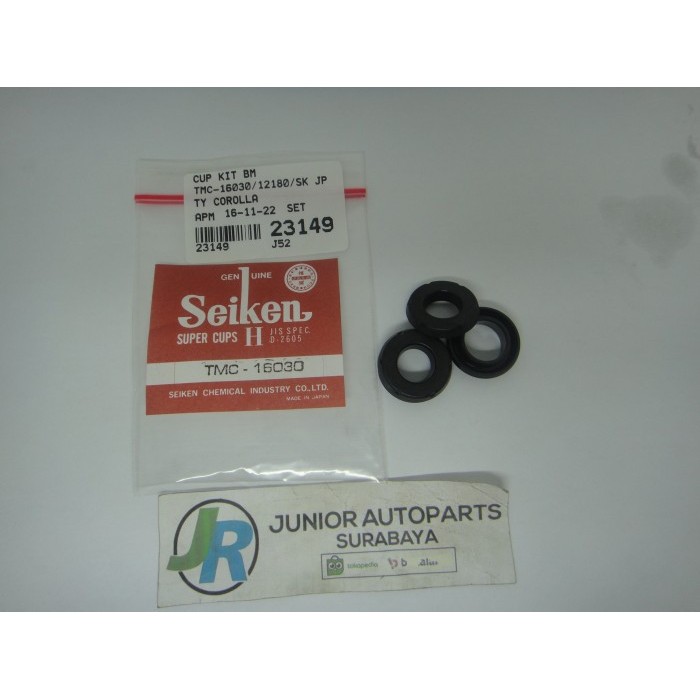 CUP KIT BM
TMC-16030/12180/SK JP
TY COROLLA
APM 16-11-22 SET
23149
23149
J52
GENUINE
Seiken
SUPER CUPS H JIS SPEC. D-2605
TMC - 16030
SEIKEN CHEMICAL INDUSTRY CO., LTD.
MADE IN JAPAN
JR
JUNIOR AUTOPARTS
SURABAYA
tokopedia